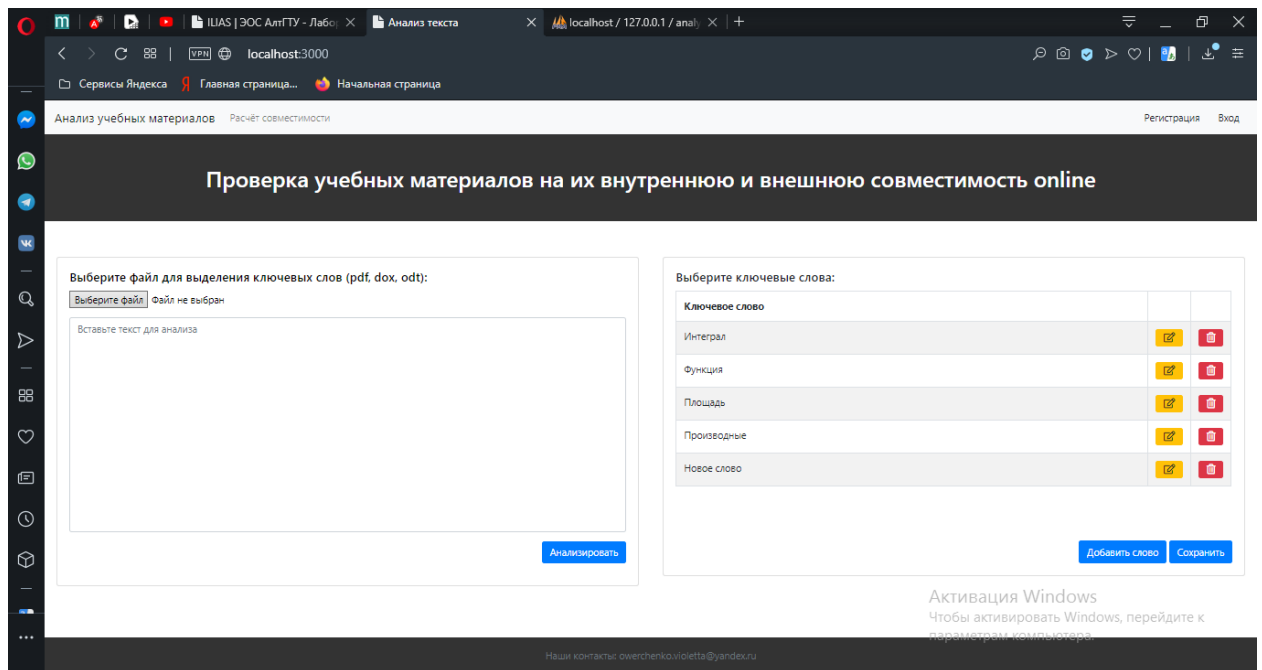 ILIAS | ЭОС АлтГТУ - Лабо
Анализ текста
localhost / 127.0.0.1 / analy
VPN
localhost:3000
Сервисы Яндекса
Главная страница...
Начальная страница
Анализ учебных материалов
Расчёт совместимости
Регистрация
Вход
Проверка учебных материалов на их внутреннюю и внешнюю совместимость online
Выберите файл для выделения ключевых слов (pdf, dox, odt):
Выберите файл Файл не выбран
Вставьте текст для анализа
Анализировать
Выберите ключевые слова:
Ключевое слово
Интеграл
Функция
Площадь
Производные
Новое слово
Добавить слово
Сохранить
Активация Windows
Чтобы активировать Windows, перейдите к
параметрам компьютера.
Наши контакты: owerchenko.violetta@yandex.ru